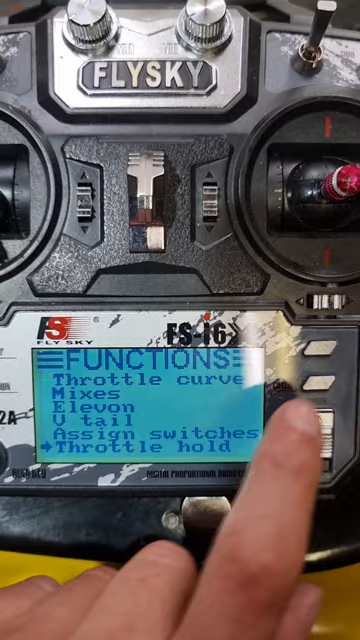 FLYSKY
FS
FLY SKY
FS-i6
FUNCTIONS
Throttle curve
Mixes
Elevon
V tail
Assign switches
Throttle hold
2A
DIGITAL PROPORTIONAL RADIO